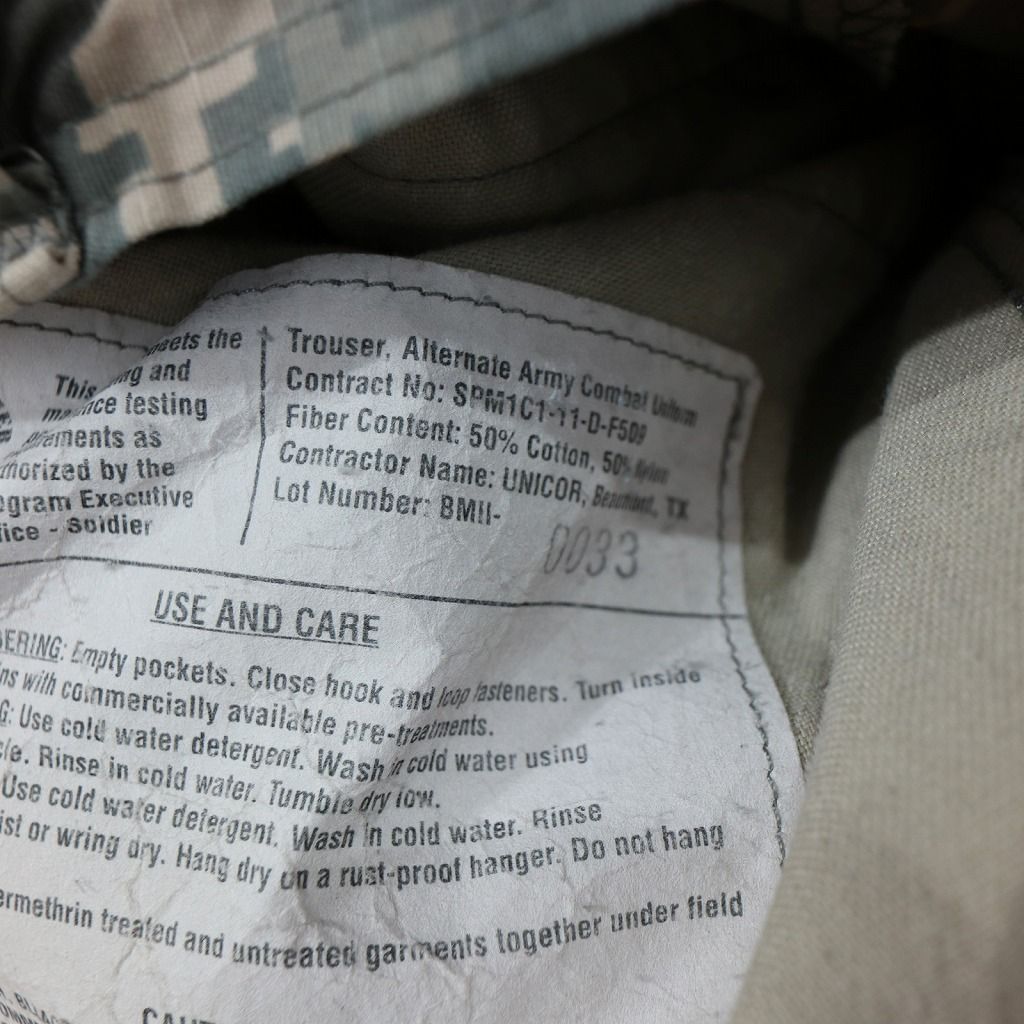 eets the
This ng and
ce testing
ements as
horized by the
gram Executive
ice - Soldier
Trouser, Alternate Army Combat Uniform
Contract No: SPM1C1-11-D-F509
Fiber Content: 50% Cotton, 50% Nylon
Contractor Name: UNICOR, Beaumont, TX
Lot Number: BMII-
0033
USE AND CARE
ERING: Empty pockets. Close hook and loop fasteners. Turn inside
ns with commercially available pre-treatments.
G: Use cold water detergent. Wash in cold water using
cle. Rinse in cold water. Tumble dry low.
Use cold water detergent. Wash in cold water. Rinse
ist or wring dry. Hang dry on a rust-proof hanger. Do not hang
ermethrin treated and untreated garments together under field